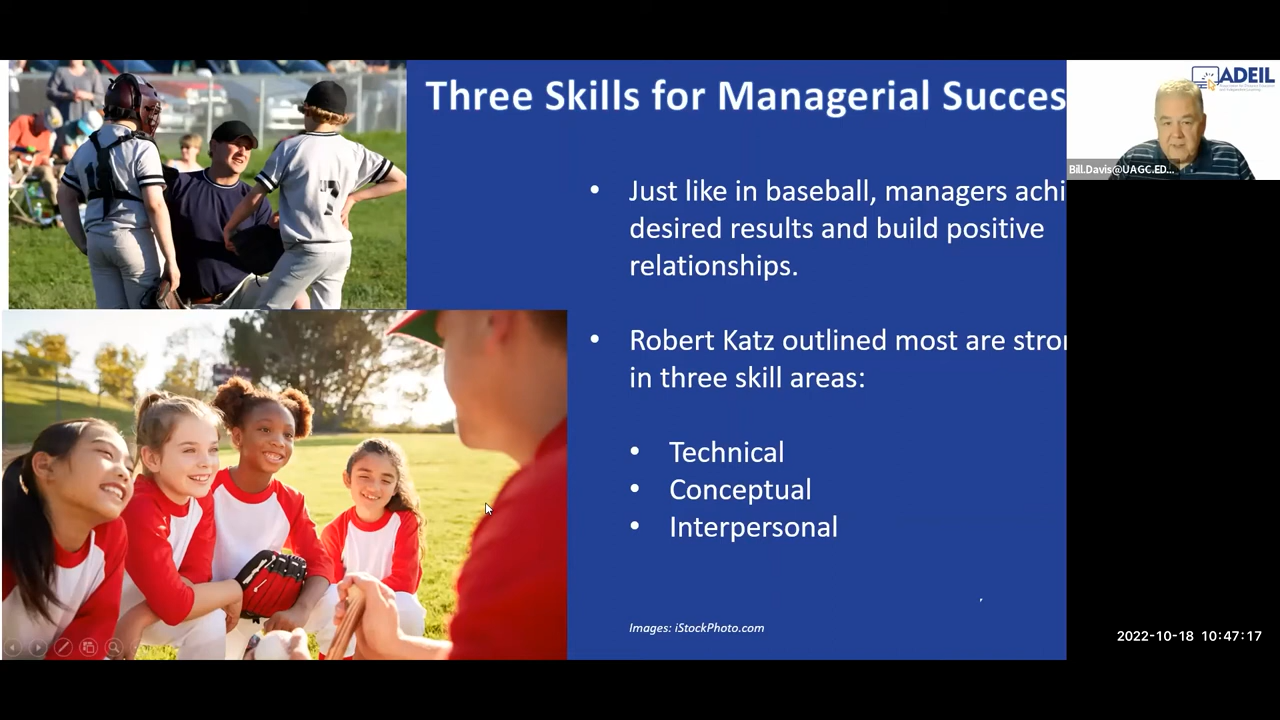 Three Skills for Managerial Succes
ADEIL
Bill.Davis@UAGC.ED...
Just like in baseball, managers achi
desired results and build positive
relationships.
Robert Katz outlined most are stror
in three skill areas:
Technical
Conceptual
Interpersonal
Images: iStockPhoto.com
2022-10-18 10:47:17